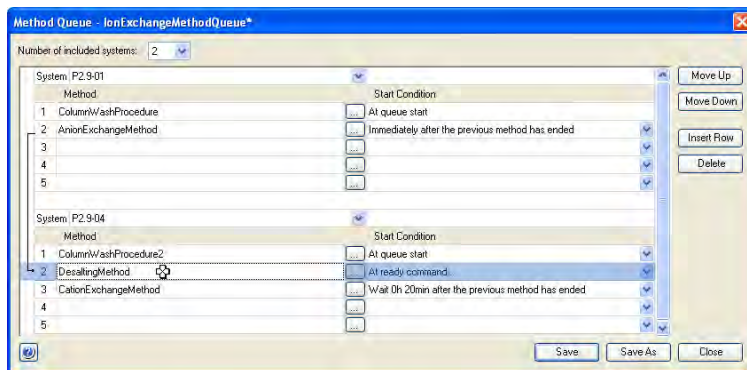 Method Queue - IonExchangeMethodQueue*
Number of included systems: 2
System P2.9-01
Method Start Condition
1 ColumnWashProcedure ... At queue start
2 AnionExchangeMethod ... Immediately after the previous method has ended
3 ...
4 ...
5 ...
System P2.9-04
Method Start Condition
1 ColumnWashProcedure2 ... At queue start
2 DesaltingMethod ... At ready command
3 CationExchangeMethod ... Wait 0h 20min after the previous method has ended
4 ...
5 ...
Move Up
Move Down
Insert Row
Delete
Save Save As Close